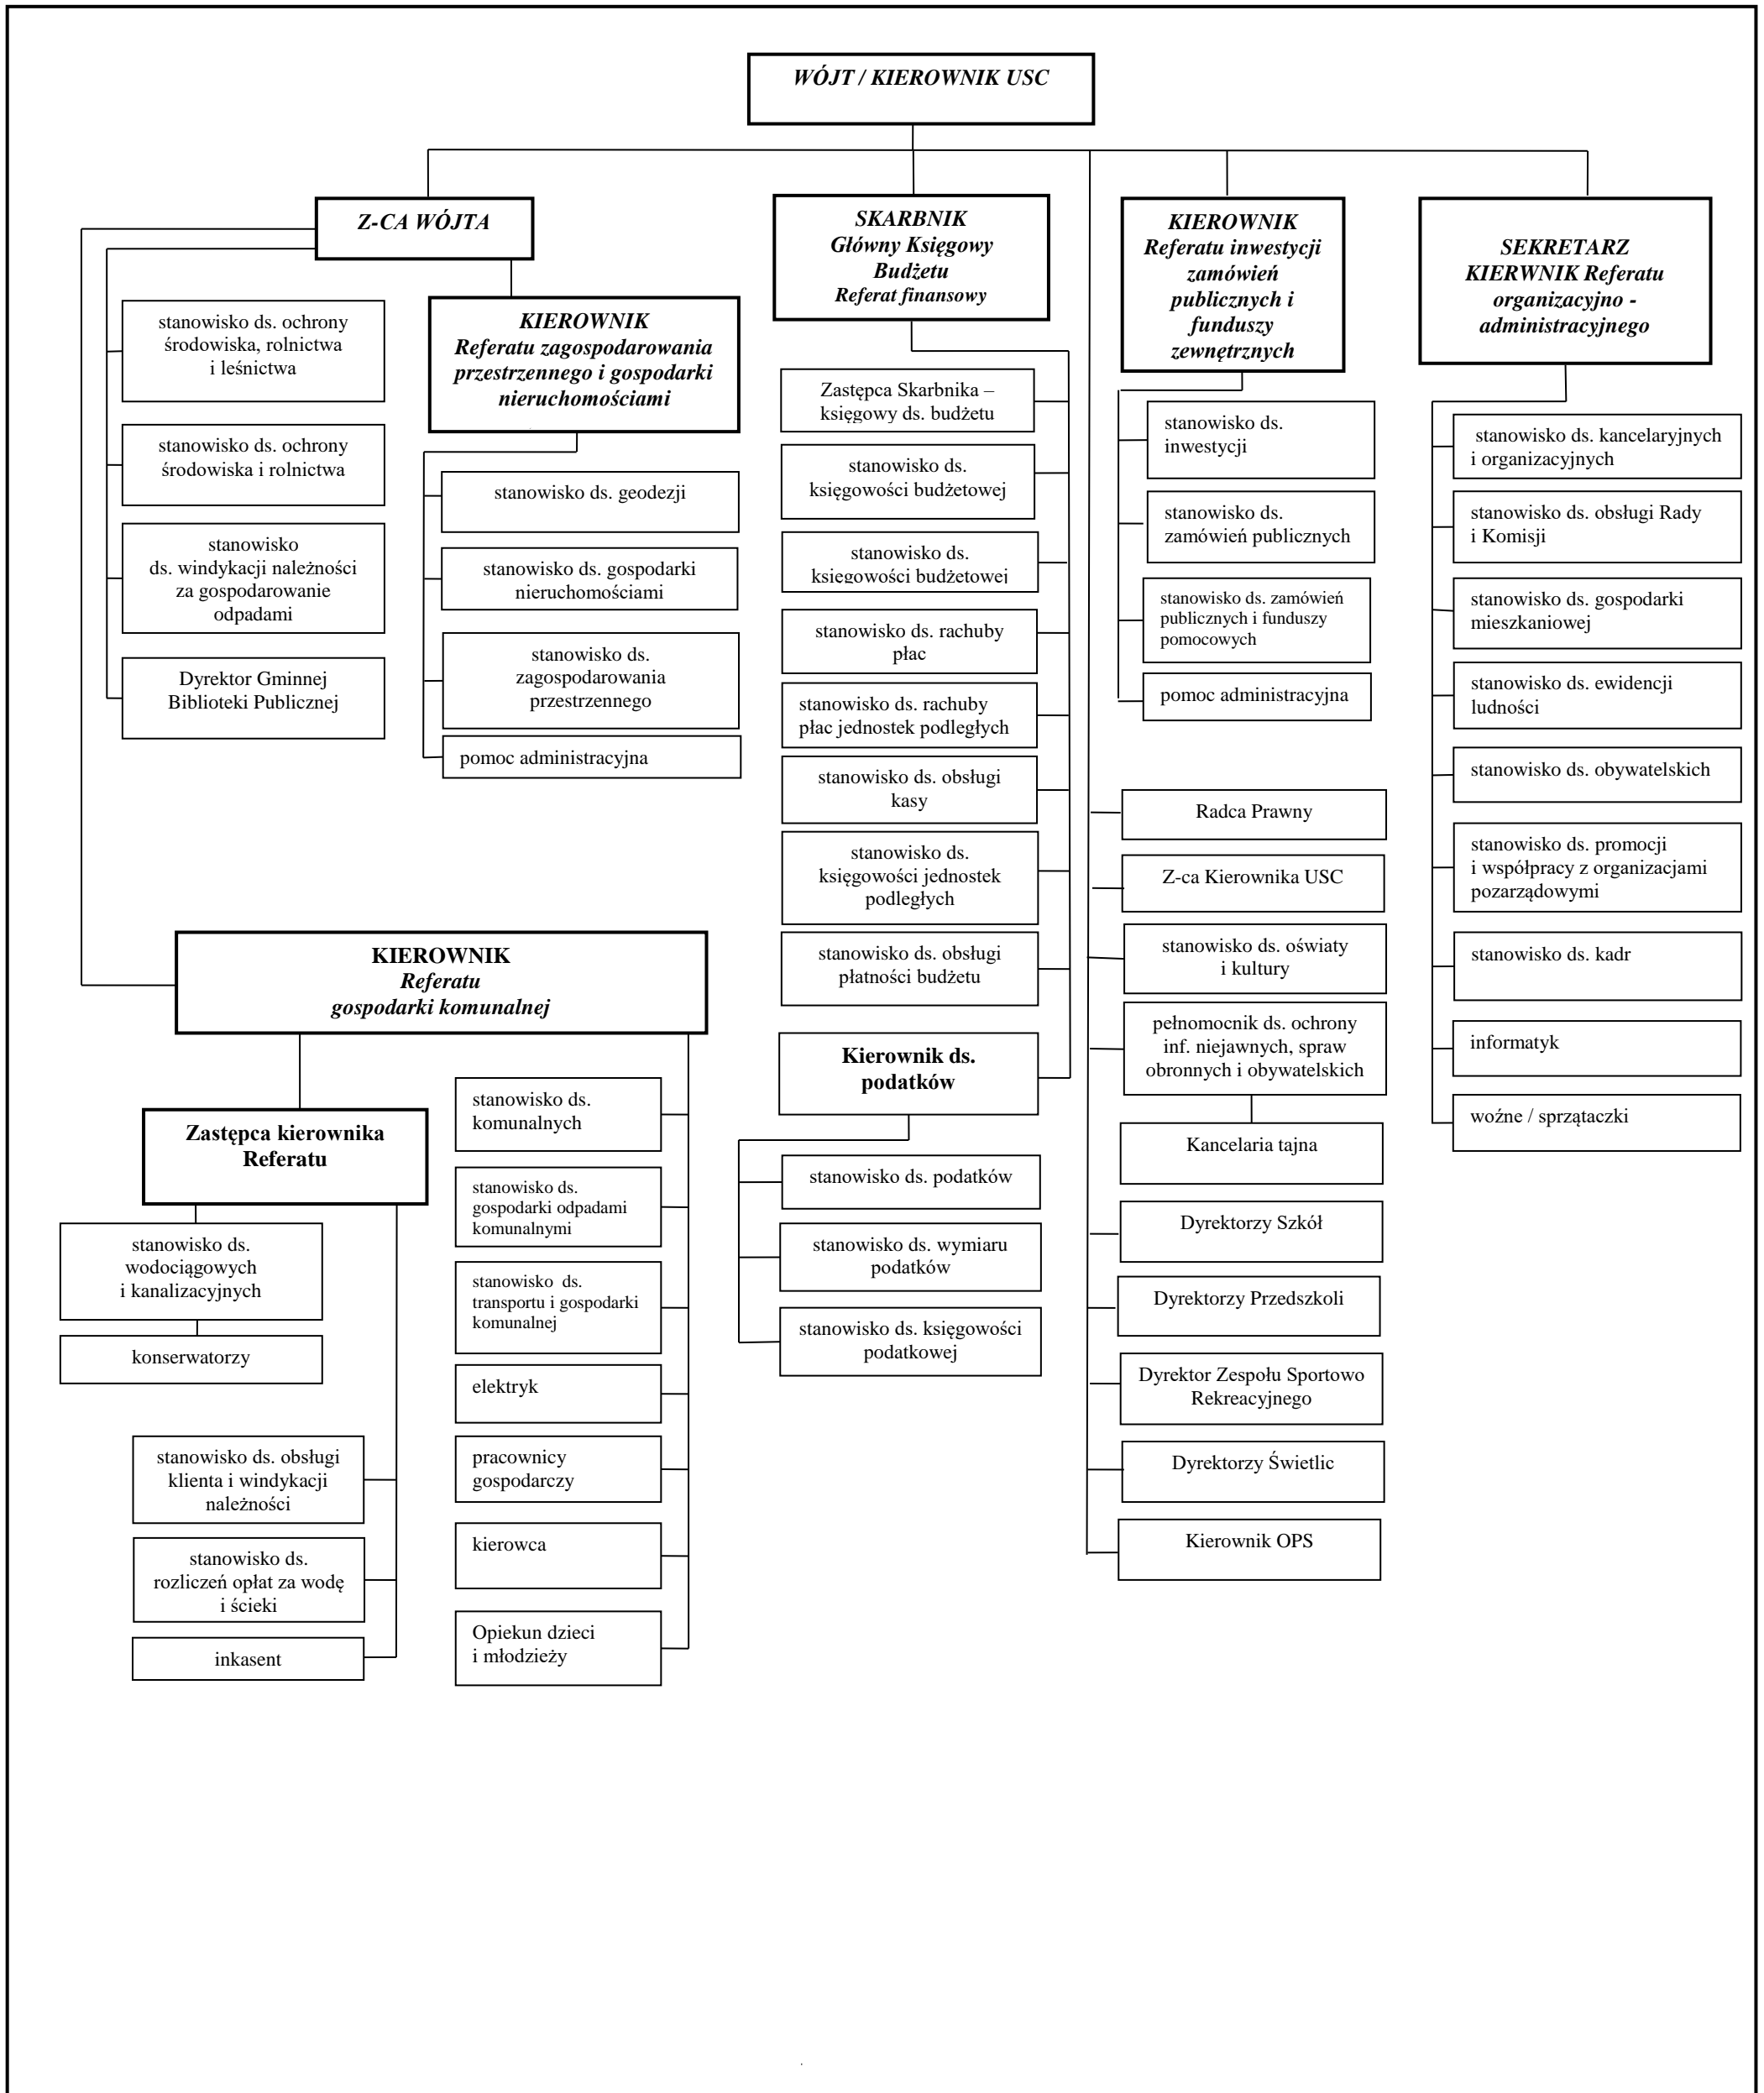 WÓJT / KIEROWNIK USC
Z-CA WÓJTA
stanowisko ds. ochrony
środowiska, rolnictwa
i leśnictwa
stanowisko ds. ochrony
środowiska i rolnictwa
stanowisko
ds. windykacji należności
za gospodarowanie
odpadami
Dyrektor Gminnej
Biblioteki Publicznej
KIEROWNIK
Referatu zagospodarowania
przestrzennego i gospodarki
nieruchomościami
stanowisko ds. geodezji
stanowisko ds. gospodarki
nieruchomościami
stanowisko ds.
zagospodarowania
przestrzennego
pomoc administracyjna
KIEROWNIK
Referatu
gospodarki komunalnej
Zastępca kierownika
Referatu
stanowisko ds.
wodociągowych
i kanalizacyjnych
konserwatorzy
stanowisko ds. obsługi
klienta i windykacji
należności
stanowisko ds.
rozliczeń opłat za wodę
i ścieki
inkasent
stanowisko ds.
komunalnych
stanowisko ds.
gospodarki odpadami
komunalnymi
stanowisko ds.
transportu i gospodarki
komunalnej
elektryk
pracownicy
gospodarczy
kierowca
Opiekun dzieci
i młodzieży
SKARBNIK
Główny Księgowy
Budżetu
Referat finansowy
Zastępca Skarbnika –
księgowy ds. budżetu
stanowisko ds.
księgowości budżetowej
stanowisko ds.
księgowości budżetowej
stanowisko ds. rachuby
płac
stanowisko ds. rachuby
płac jednostek podległych
stanowisko ds. obsługi
kasy
stanowisko ds.
księgowości jednostek
podległych
stanowisko ds. obsługi
płatności budżetu
Kierownik ds.
podatków
stanowisko ds. podatków
stanowisko ds. wymiaru
podatków
stanowisko ds. księgowości
podatkowej
KIEROWNIK
Referatu inwestycji
zamówień
publicznych i
funduszy
zewnętrznych
stanowisko ds.
inwestycji
stanowisko ds.
zamówień publicznych
stanowisko ds. zamówień
publicznych i funduszy
pomocowych
pomoc administracyjna
Radca Prawny
Z-ca Kierownika USC
stanowisko ds. oświaty
i kultury
pełnomocnik ds. ochrony
inf. niejawnych, spraw
obronnych i obywatelskich
Kancelaria tajna
Dyrektorzy Szkół
Dyrektorzy Przedszkoli
Dyrektor Zespołu Sportowo
Rekreacyjnego
Dyrektorzy Świetlic
Kierownik OPS
SEKRETARZ
KIERWNIK Referatu
organizacyjno -
administracyjnego
stanowisko ds. kancelaryjnych
i organizacyjnych
stanowisko ds. obsługi Rady
i Komisji
stanowisko ds. gospodarki
mieszkaniowej
stanowisko ds. ewidencji
ludności
stanowisko ds. obywatelskich
stanowisko ds. promocji
i współpracy z organizacjami
pozarządowymi
stanowisko ds. kadr
informatyk
woźne / sprzątaczki